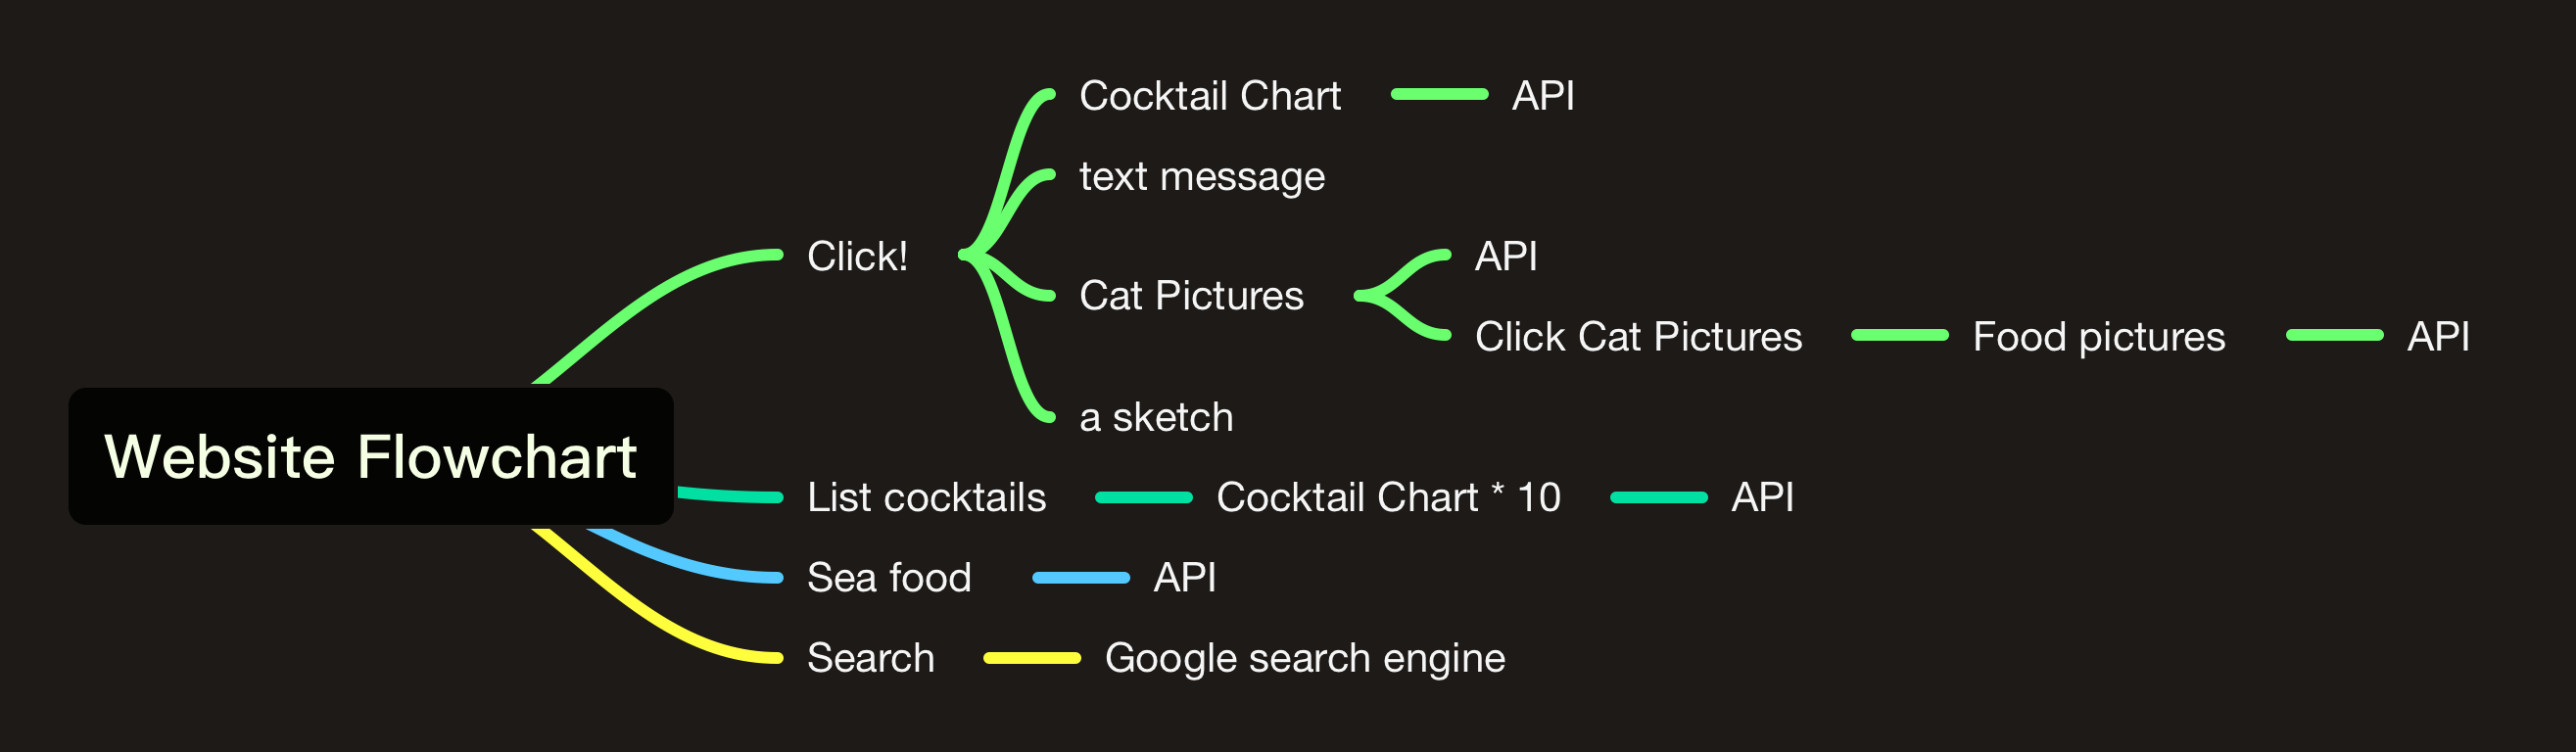 Cocktail Chart
API
text message
Click!
API
Cat Pictures
Click Cat Pictures
Food pictures
API
a sketch
Website Flowchart
List cocktails
Cocktail Chart * 10
API
Sea food
API
Search
Google search engine